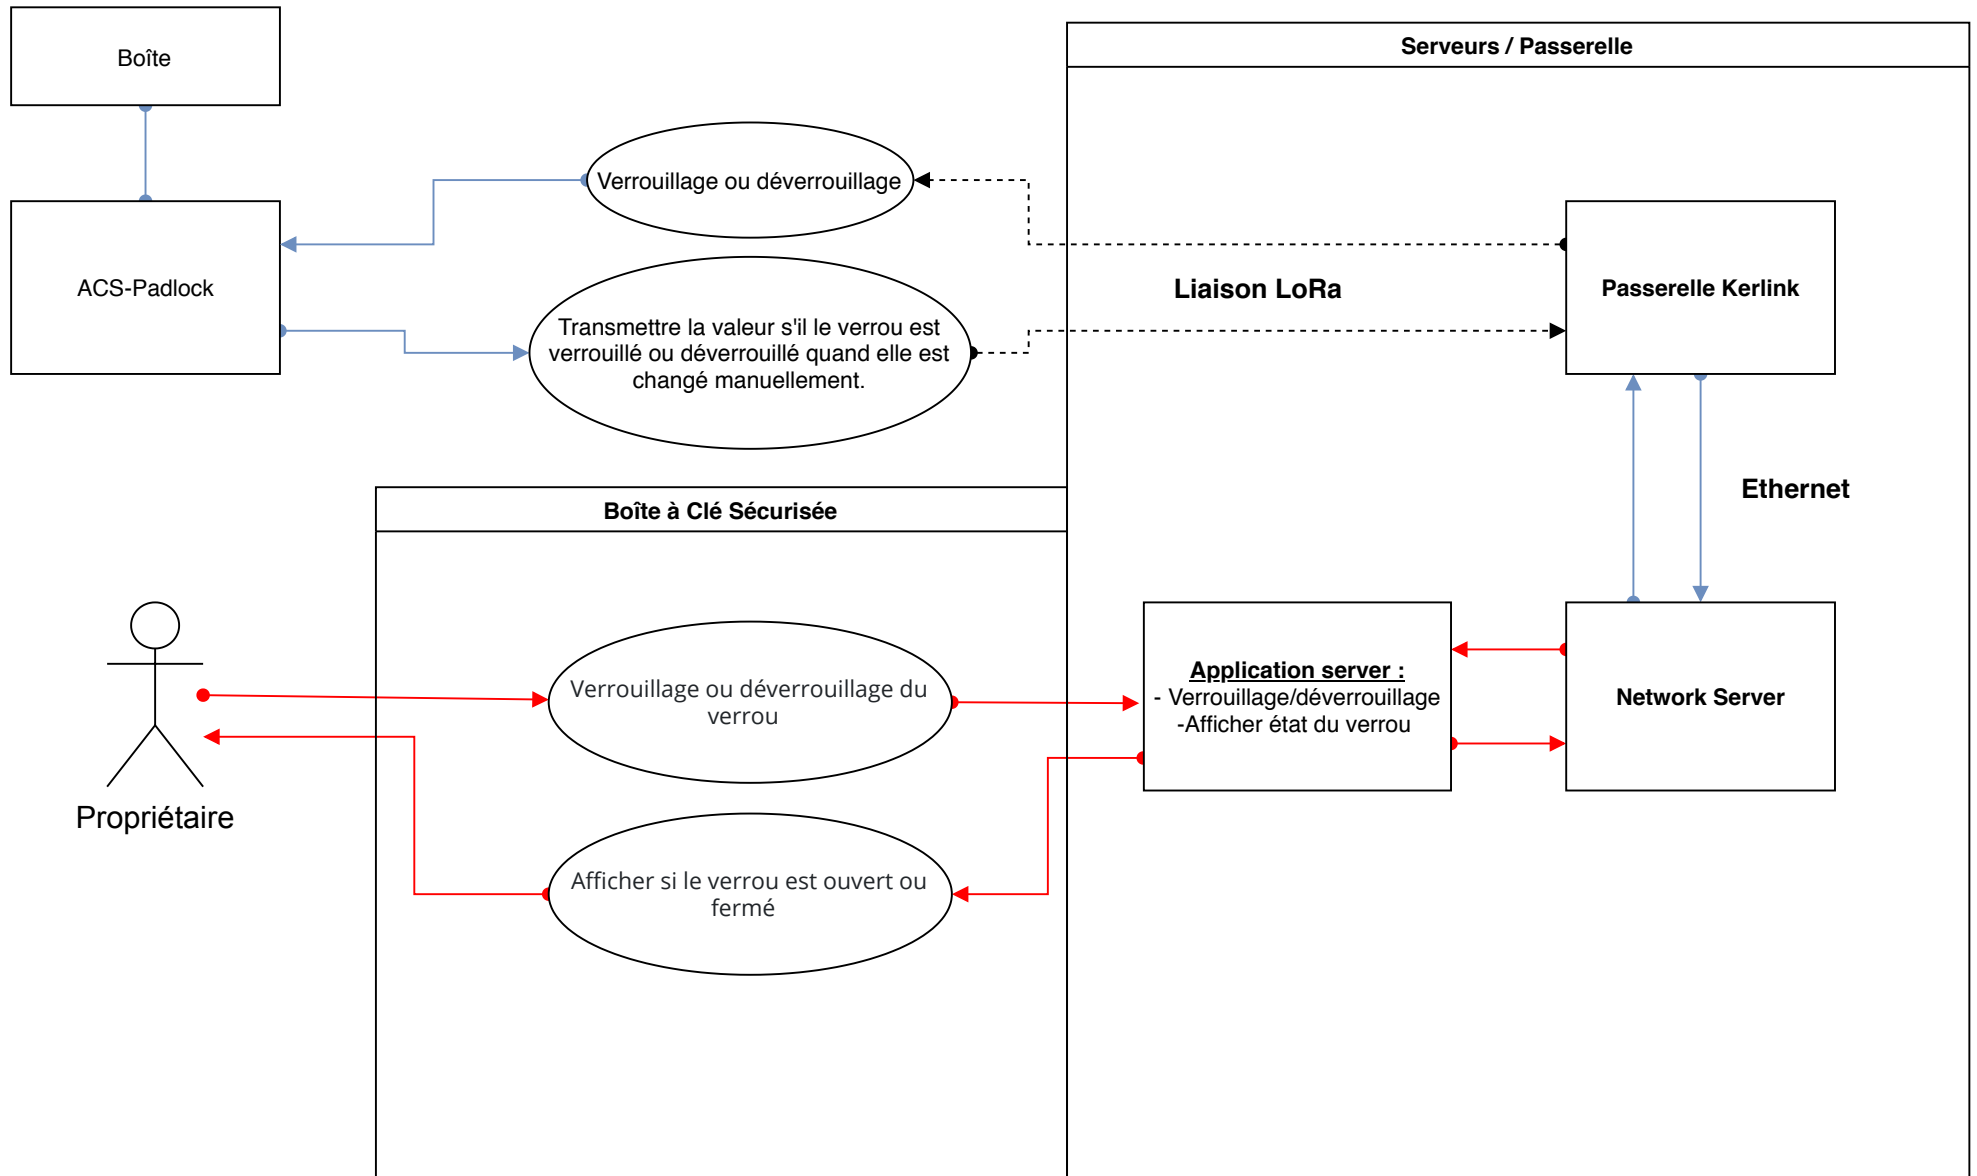 Boîte
Serveurs / Passerelle
Verrouillage ou déverrouillage
ACS-Padlock
Liaison LoRa
Passerelle Kerlink
Transmettre la valeur s'il le verrou est
verrouillé ou déverrouillé quand elle est
changé manuellement.
Ethernet
Boîte à Clé Sécurisée
Verrouillage ou déverrouillage du
verrou
Application server :
- Verrouillage/déverrouillage
-Afficher état du verrou
Network Server
Propriétaire
Afficher si le verrou est ouvert ou
fermé